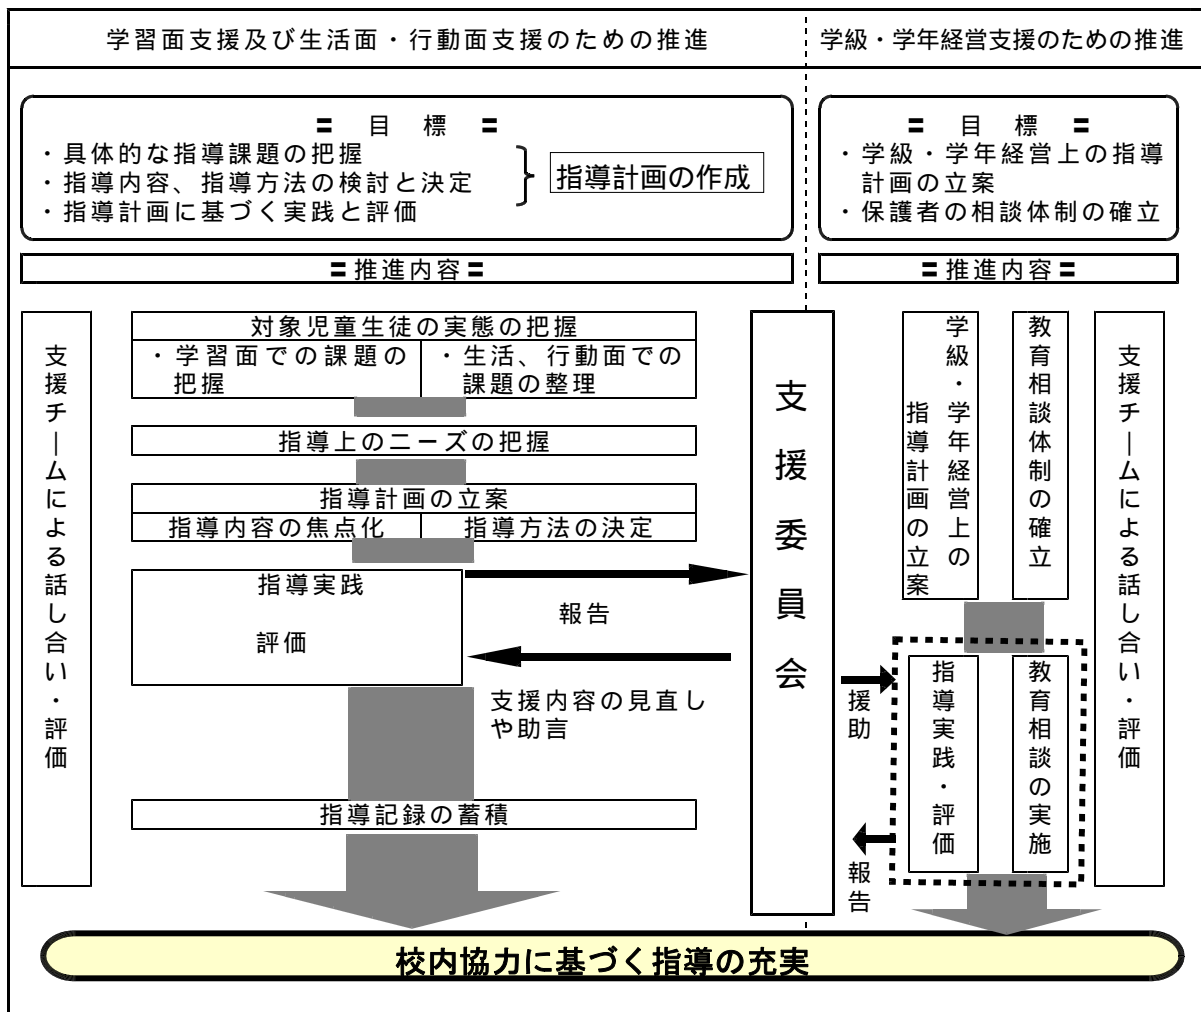 学習面支援及び生活面・行動面支援のための推進
学級・学年経営支援のための推進
〓 目 標 〓
・具体的な指導課題の把握
・指導内容、指導方法の検討と決定
・指導計画に基づく実践と評価
指導計画の作成
〓 目 標 〓
・学級・学年経営上の指導
計画の立案
・保護者の相談体制の確立
〓推進内容〓
〓推進内容〓
支援チームによる話し合い・評価
対象児童生徒の実態の把握
・学習面での課題の
把握
・生活、行動面での
課題の整理
指導上のニーズの把握
指導計画の立案
指導内容の焦点化
指導方法の決定
指導実践
評価
報告
支援内容の見直し
や助言
指導記録の蓄積
支援委員会
学級・学年経営上の
指導計画の立案
教育相談体制の確立
援助
報告
指導実践・評価
教育相談の実施
支援チームによる話し合い・評価
校内協力に基づく指導の充実